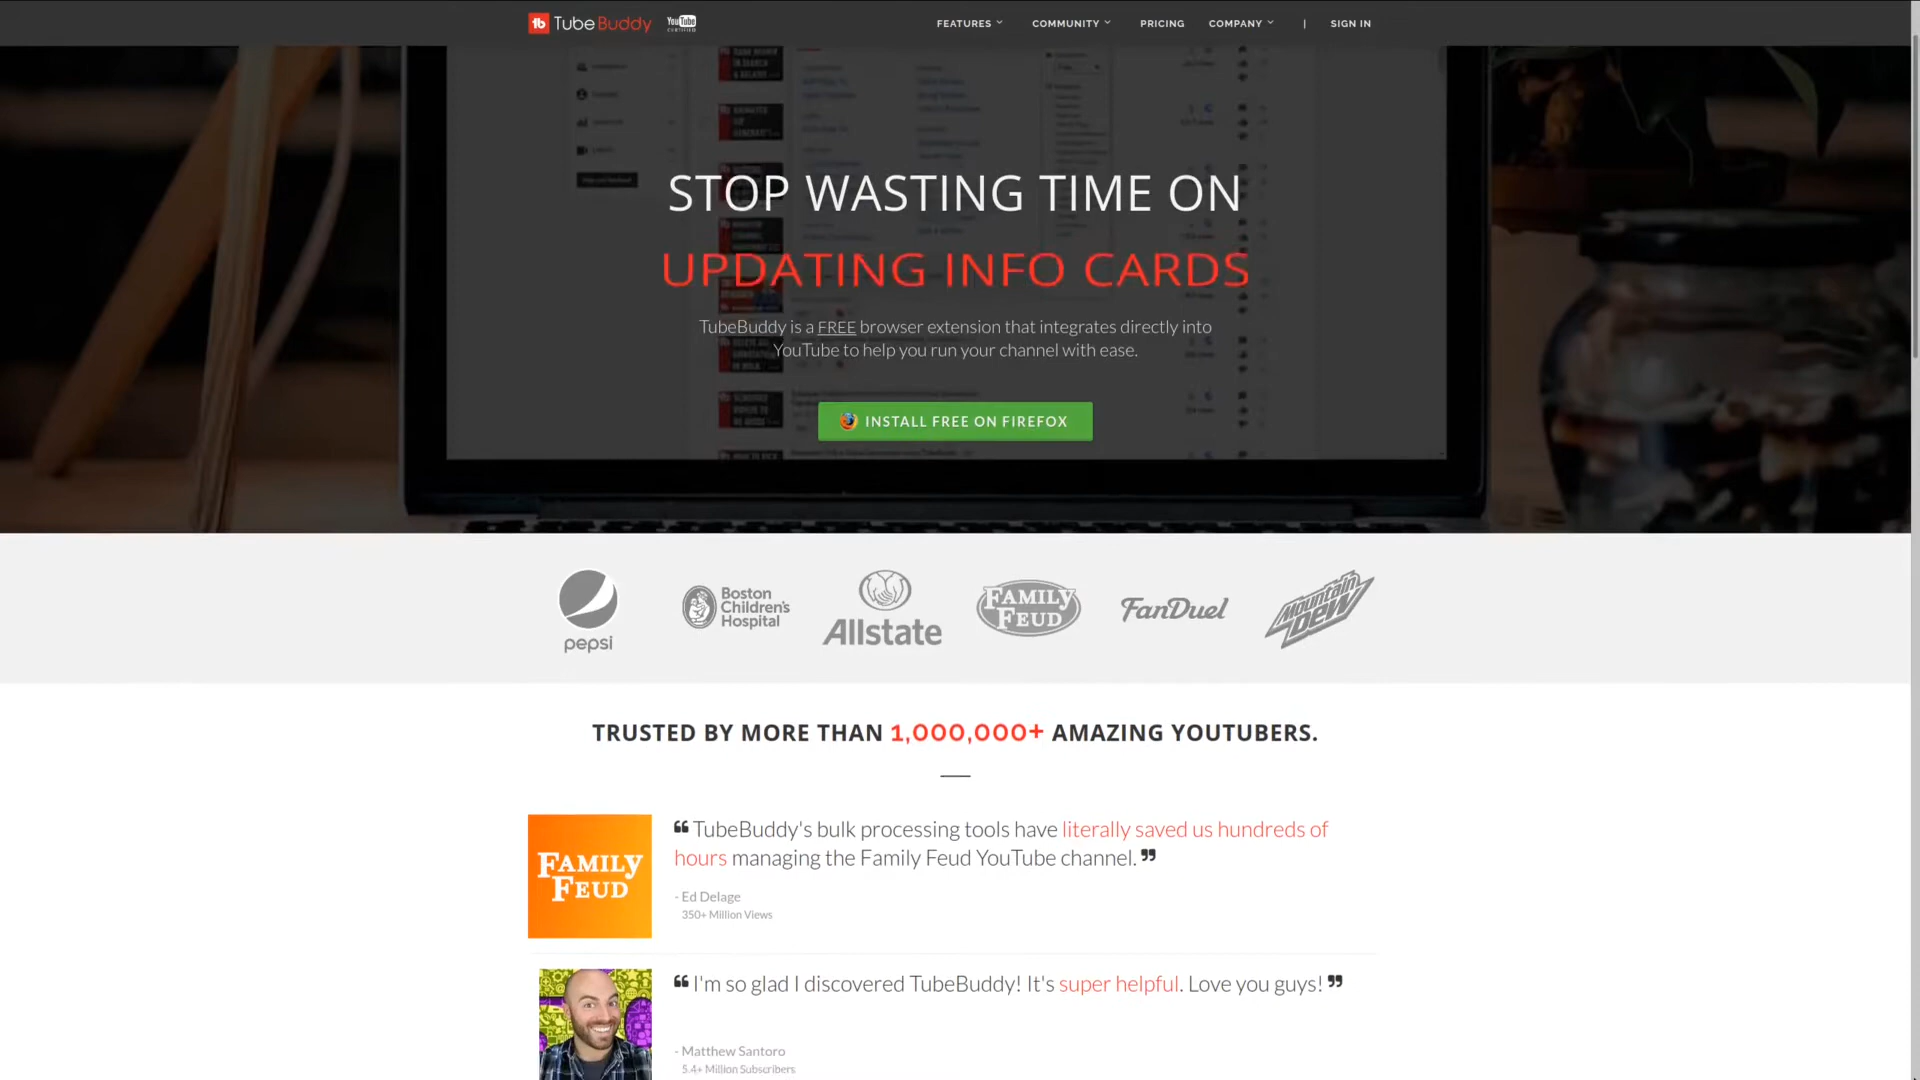 TubeBuddy YouTube CERTIFIED FEATURES COMMUNITY PRICING COMPANY | SIGN IN
STOP WASTING TIME ON
UPDATING INFO CARDS
TubeBuddy is a FREE browser extension that integrates directly into
YouTube to help you run your channel with ease.
INSTALL FREE ON FIREFOX
pepsi
Boston
Children's
Hospital
Allstate
FAMILY
FEUD
FanDuel
Mountain
Dew
TRUSTED BY MORE THAN 1,000,000+ AMAZING YOUTUBERS.
FAMILY
FEUD
❝ TubeBuddy's bulk processing tools have literally saved us hundreds of
hours managing the Family Feud YouTube channel. ❞
- Ed Delage
350+ Million Views
❝ I'm so glad I discovered TubeBuddy! It's super helpful. Love you guys! ❞
- Matthew Santoro
5.4+ Million Subscribers